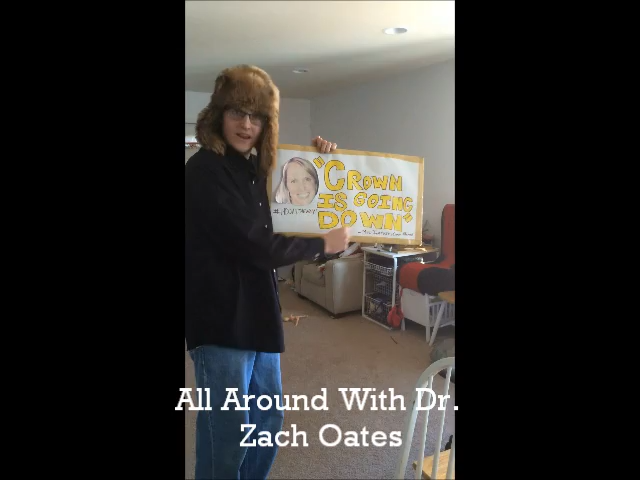 "CROWN
IS GOING
DOWN"
All Around With Dr.
Zach Oates